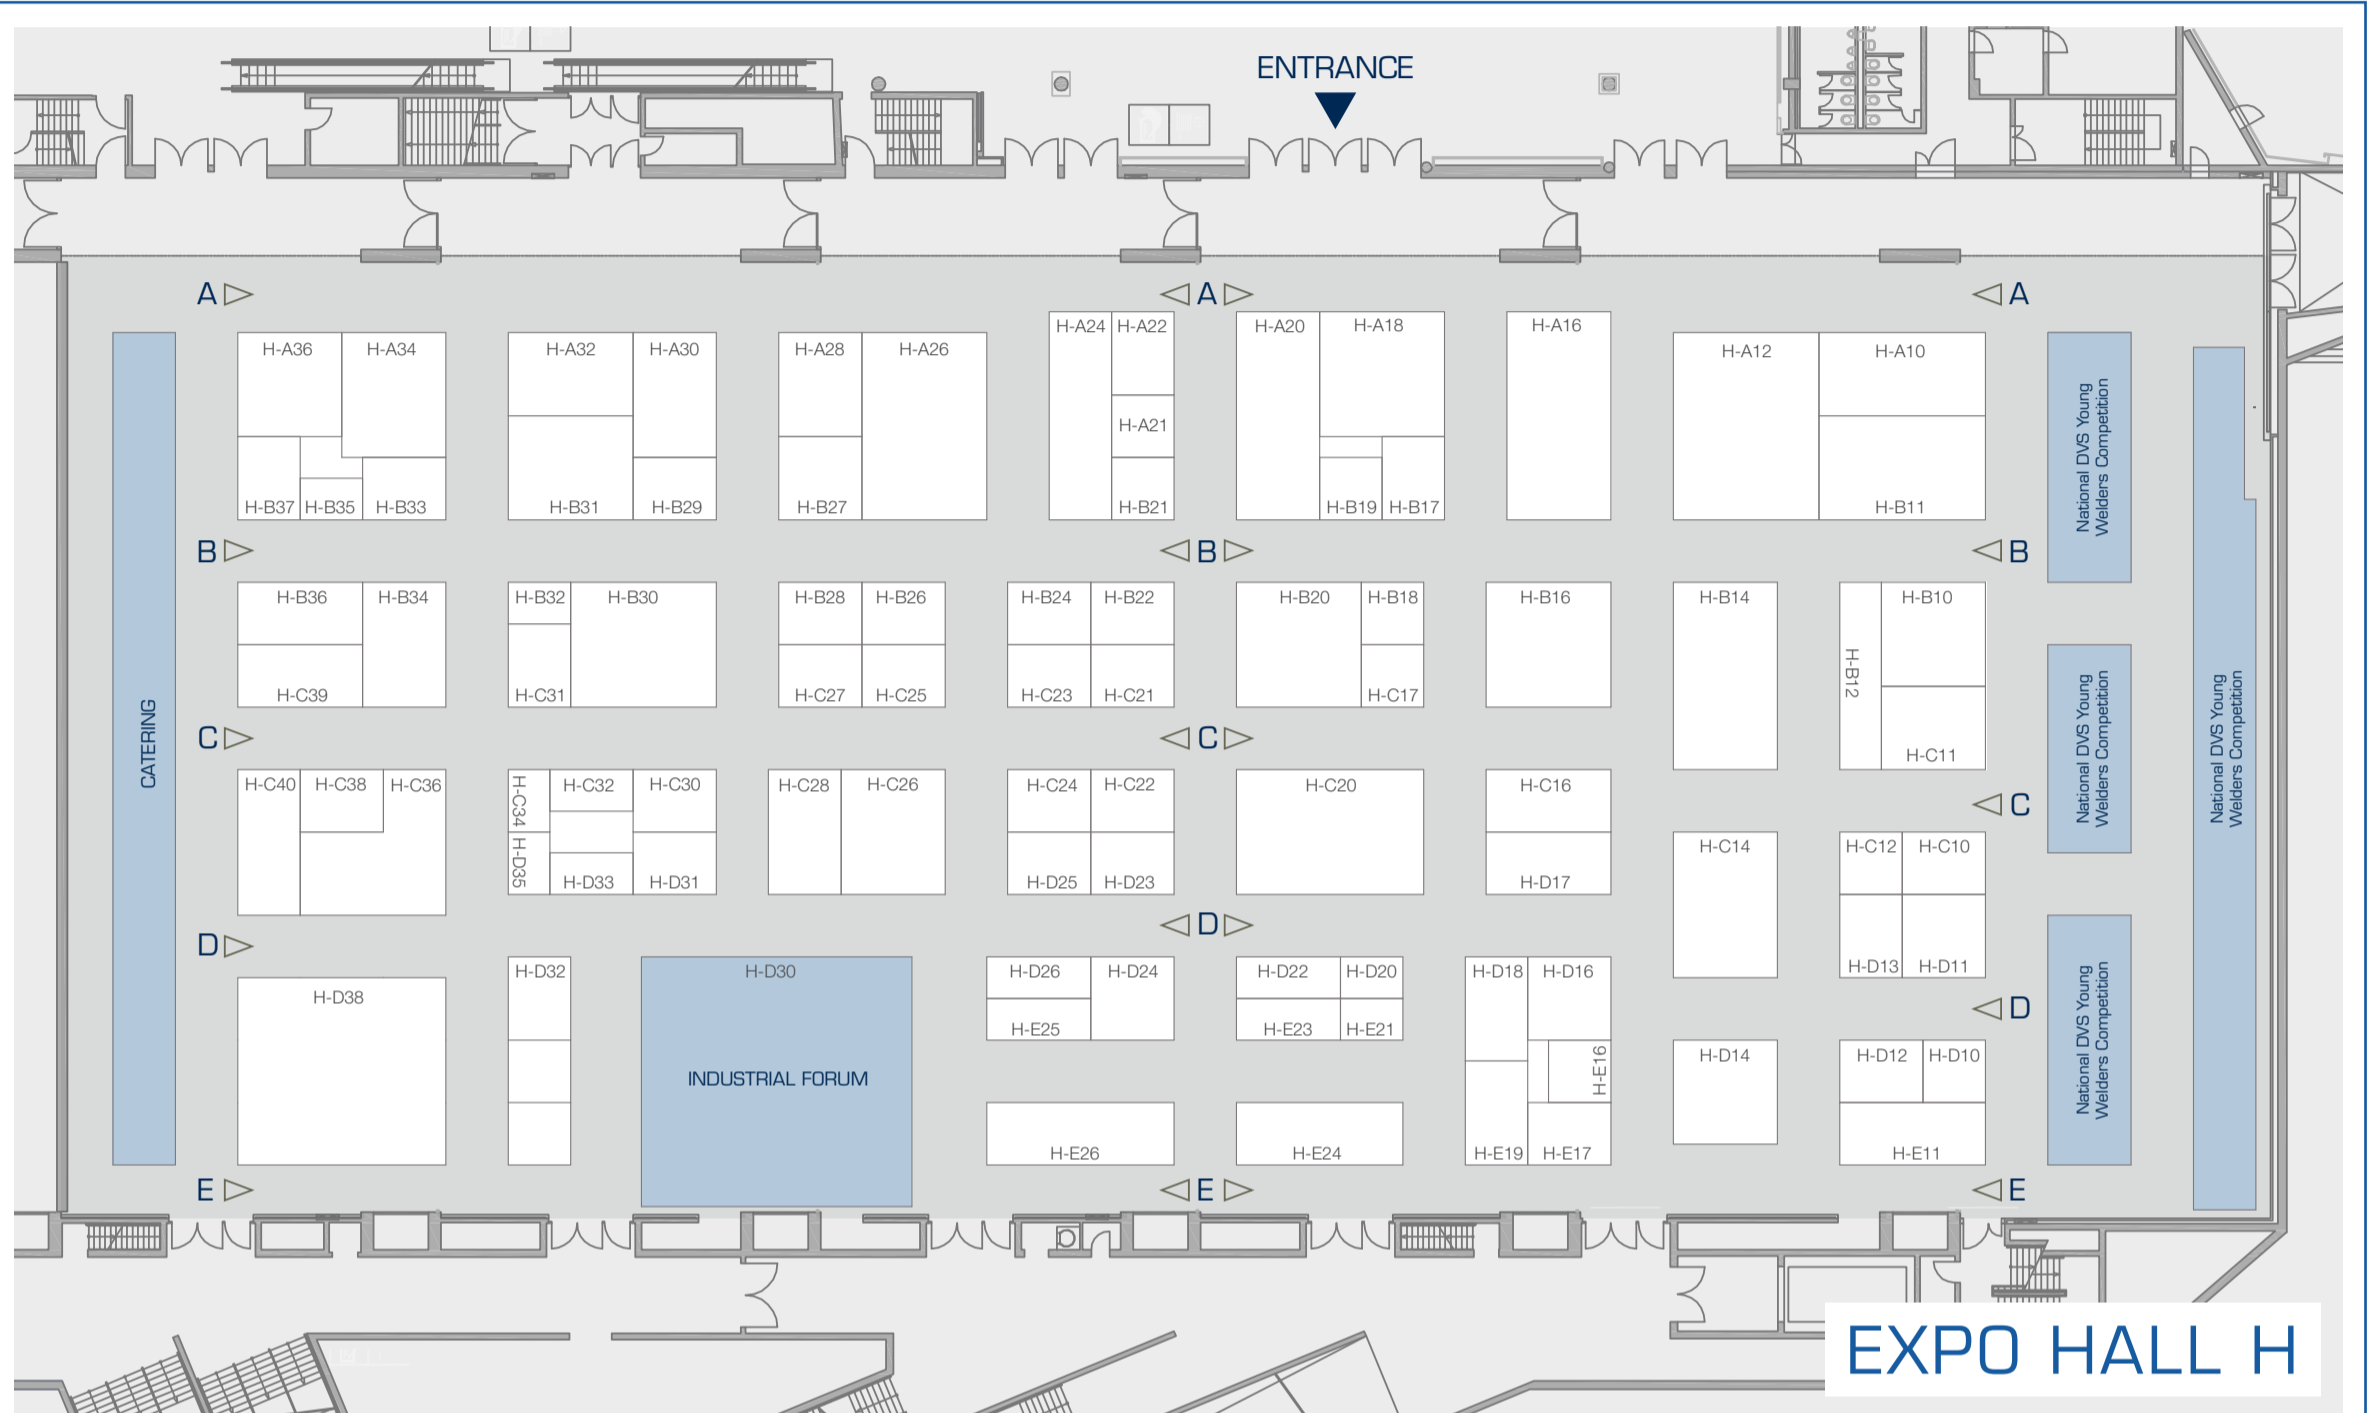 ENTRANCE
A
A
A
H-A24
H-A22
H-A20
H-A18
H-A16
H-A36
H-A34
H-A32
H-A30
H-A28
H-A26
H-A12
H-A10
H-A21
National DVS Young
Welders Competition
H-B37
H-B35
H-B33
H-B31
H-B29
H-B27
H-B21
H-B19
H-B17
H-B11
B
B
B
H-B36
H-B34
H-B32
H-B30
H-B28
H-B26
H-B24
H-B22
H-B20
H-B18
H-B16
H-B14
H-B12
H-B10
H-C39
H-C31
H-C27
H-C25
H-C23
H-C21
H-C17
H-C11
CATERING
National DVS Young
Welders Competition
National DVS Young
Welders Competition
C
C
C
H-C40
H-C38
H-C36
H-C34
H-C32
H-C30
H-C28
H-C26
H-C24
H-C22
H-C20
H-C16
H-C14
H-C12
H-C10
H-D35
H-D33
H-D31
H-D25
H-D23
H-D17
H-D13
H-D11
D
D
D
H-D38
H-D32
H-D30
INDUSTRIAL FORUM
H-D26
H-D24
H-D22
H-D20
H-D18
H-D16
H-E25
H-E23
H-E21
H-E16
H-D14
H-D12
H-D10
National DVS Young
Welders Competition
H-E26
H-E24
H-E19
H-E17
H-E11
E
E
E
EXPO HALL H